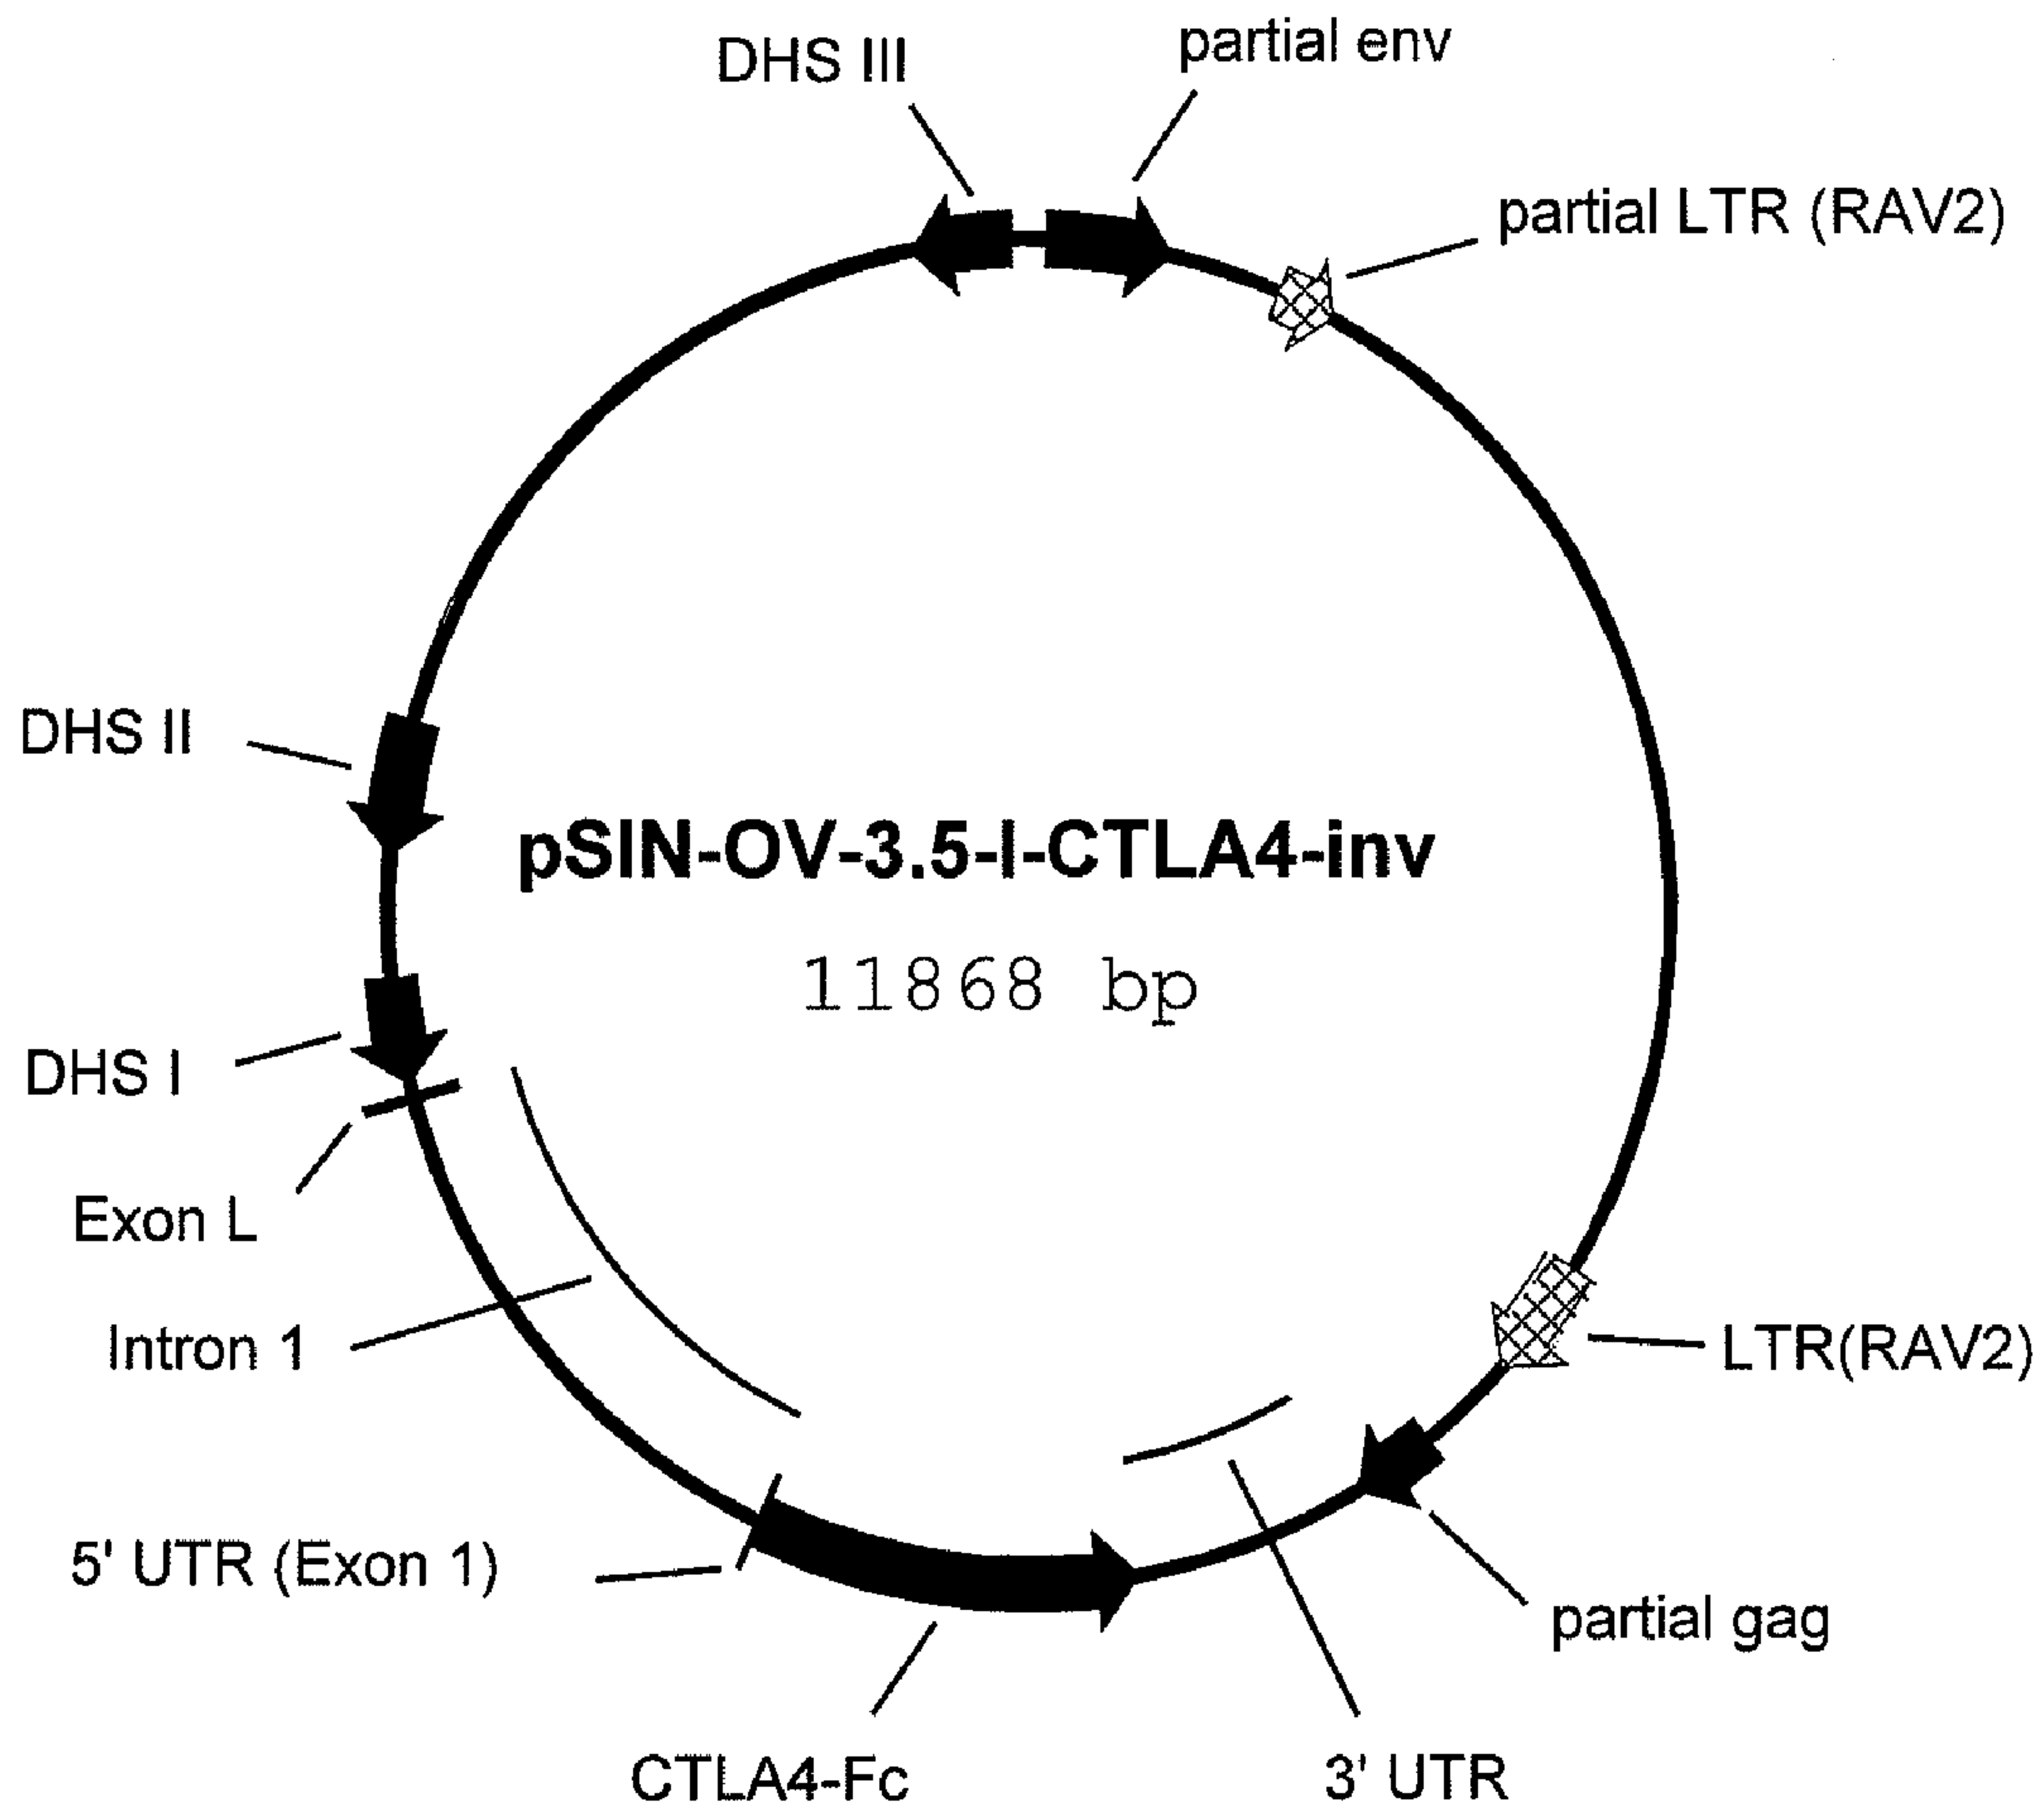 DHS III
partial env
partial LTR (RAV2)
DHS II
pSIN-OV-3.5-I-CTLA4-inv
11868 bp
DHS I
Exon L
Intron 1
LTR(RAV2)
5' UTR (Exon 1)
partial gag
CTLA4-Fc
3' UTR